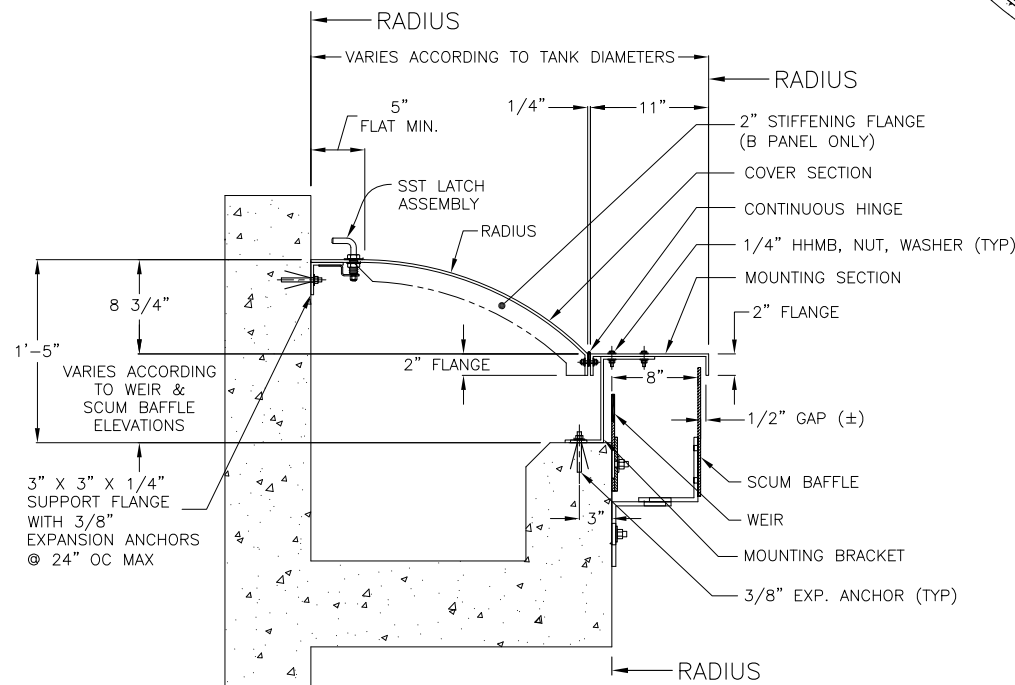 RADIUS
VARIES ACCORDING TO TANK DIAMETERS
RADIUS
5"
FLAT MIN.
1/4"
11"
2" STIFFENING FLANGE
(B PANEL ONLY)
COVER SECTION
SST LATCH
ASSEMBLY
CONTINUOUS HINGE
RADIUS
1/4" HHMB, NUT, WASHER (TYP)
MOUNTING SECTION
8 3/4"
2" FLANGE
1'-5"
2" FLANGE
8"
VARIES ACCORDING
TO WEIR &
SCUM BAFFLE
ELEVATIONS
1/2" GAP (±)
3" X 3" X 1/4"
SUPPORT FLANGE
WITH 3/8"
EXPANSION ANCHORS
@ 24" OC MAX
SCUM BAFFLE
3"
WEIR
MOUNTING BRACKET
3/8" EXP. ANCHOR (TYP)
RADIUS